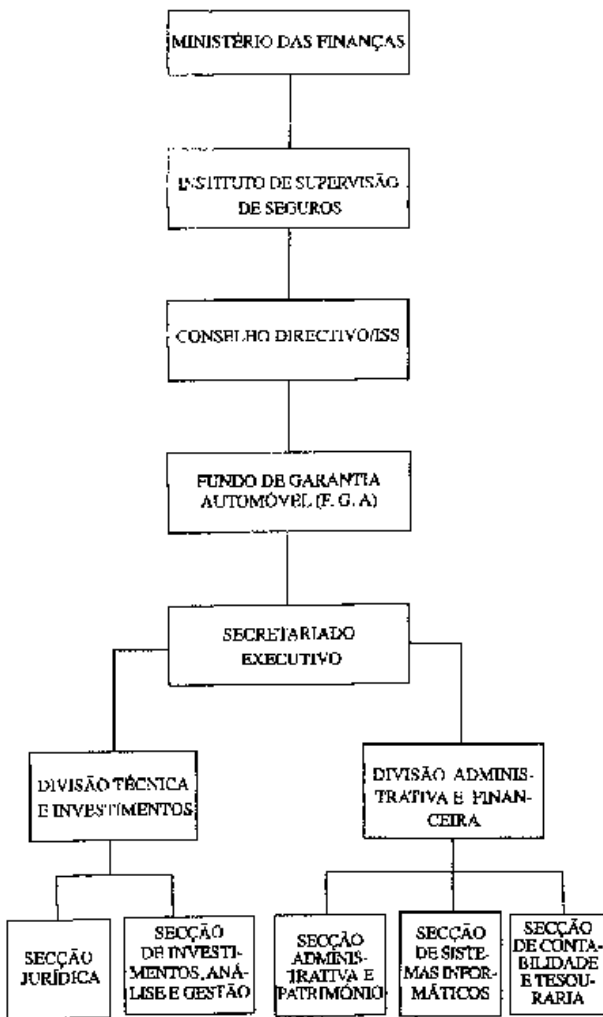 MINISTÉRIO DAS FINANÇAS
INSTITUTO DE SUPERVISÃO
DE SEGUROS
CONSELHO DIRECTIVO/ISS
FUNDO DE GARANTIA
AUTOMÓVEL (F. G. A)
SECRETARIADO
EXECUTIVO
DIVISÃO TÉCNICA
E INVESTIMENTOS
DIVISÃO ADMINIS-
TRATIVA E FINAN-
CEIRA
SECÇÃO
JURÍDICA
SECÇÃO
DE INVESTI-
MENTOS, ANÁ-
LISE E GESTÃO
SECÇÃO
ADMINIS-
TRATIVA E
PATRIMÓNIO
SECÇÃO
DE SISTE-
MAS INFOR-
MÁTICOS
SECÇÃO
DE CONTA-
BILIDADE
E TESOU-
RARIA